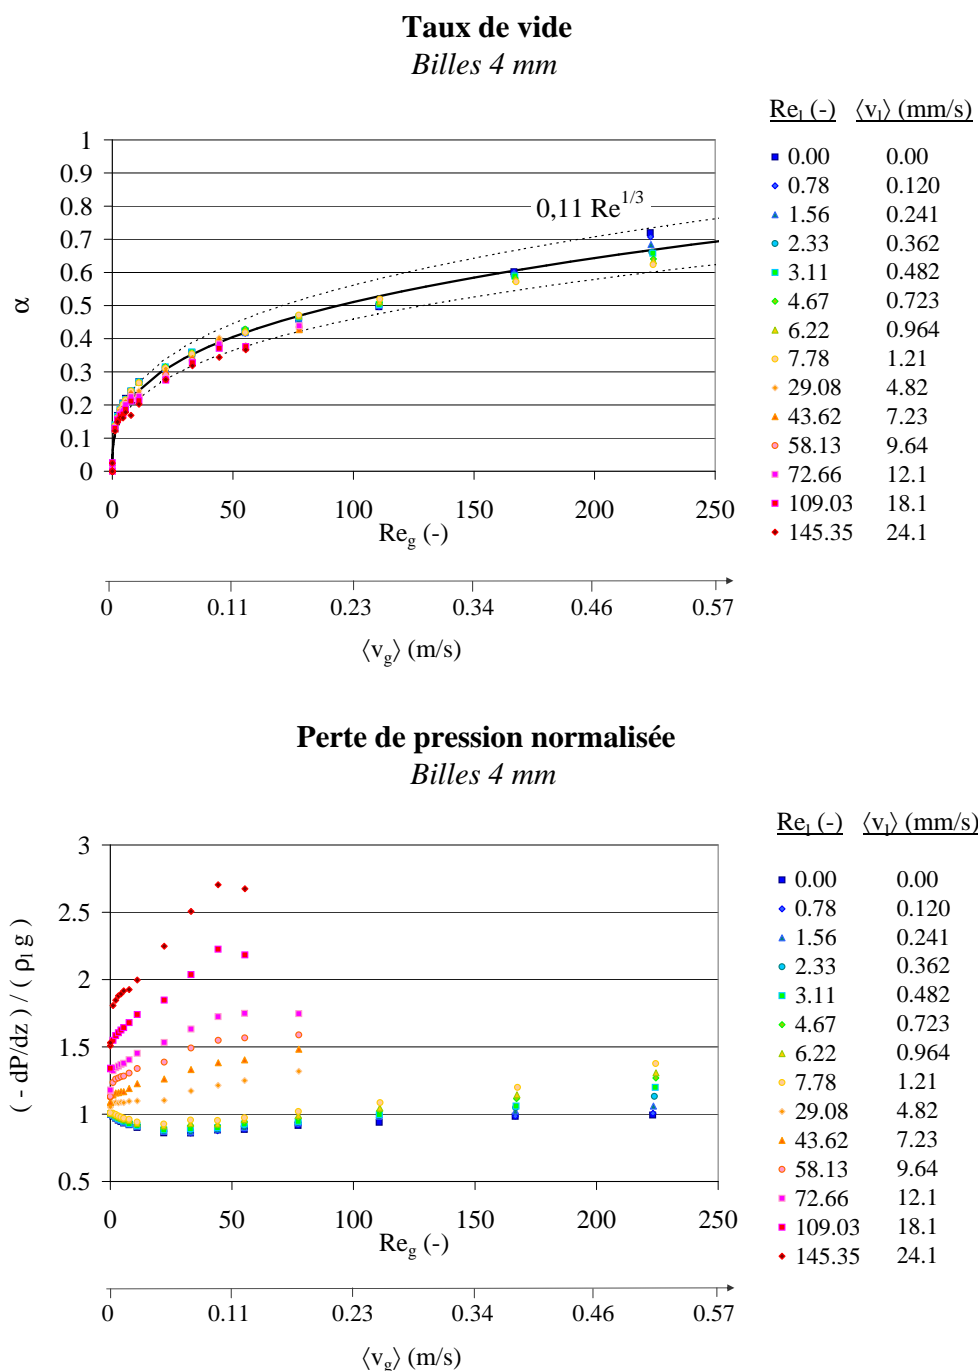 Taux de vide
Billes 4 mm
Re_l (-) ⟨v_l⟩ (mm/s)
1
0.9
0.8
0.7
0.6
0.5
0.4
0.3
0.2
0.1
0
α
0,11 Re^1/3
0 50 100 150 200 250
Re_g (-)
0 0.11 0.23 0.34 0.46 0.57
⟨v_g⟩ (m/s)
0.00 0.00
0.78 0.120
1.56 0.241
2.33 0.362
3.11 0.482
4.67 0.723
6.22 0.964
7.78 1.21
29.08 4.82
43.62 7.23
58.13 9.64
72.66 12.1
109.03 18.1
145.35 24.1
Perte de pression normalisée
Billes 4 mm
Re_l (-) ⟨v_l⟩ (mm/s)
3
2.5
2
1.5
1
0.5
( - dP/dz ) / ( ρ_l g )
0 50 100 150 200 250
Re_g (-)
0 0.11 0.23 0.34 0.46 0.57
⟨v_g⟩ (m/s)
0.00 0.00
0.78 0.120
1.56 0.241
2.33 0.362
3.11 0.482
4.67 0.723
6.22 0.964
7.78 1.21
29.08 4.82
43.62 7.23
58.13 9.64
72.66 12.1
109.03 18.1
145.35 24.1